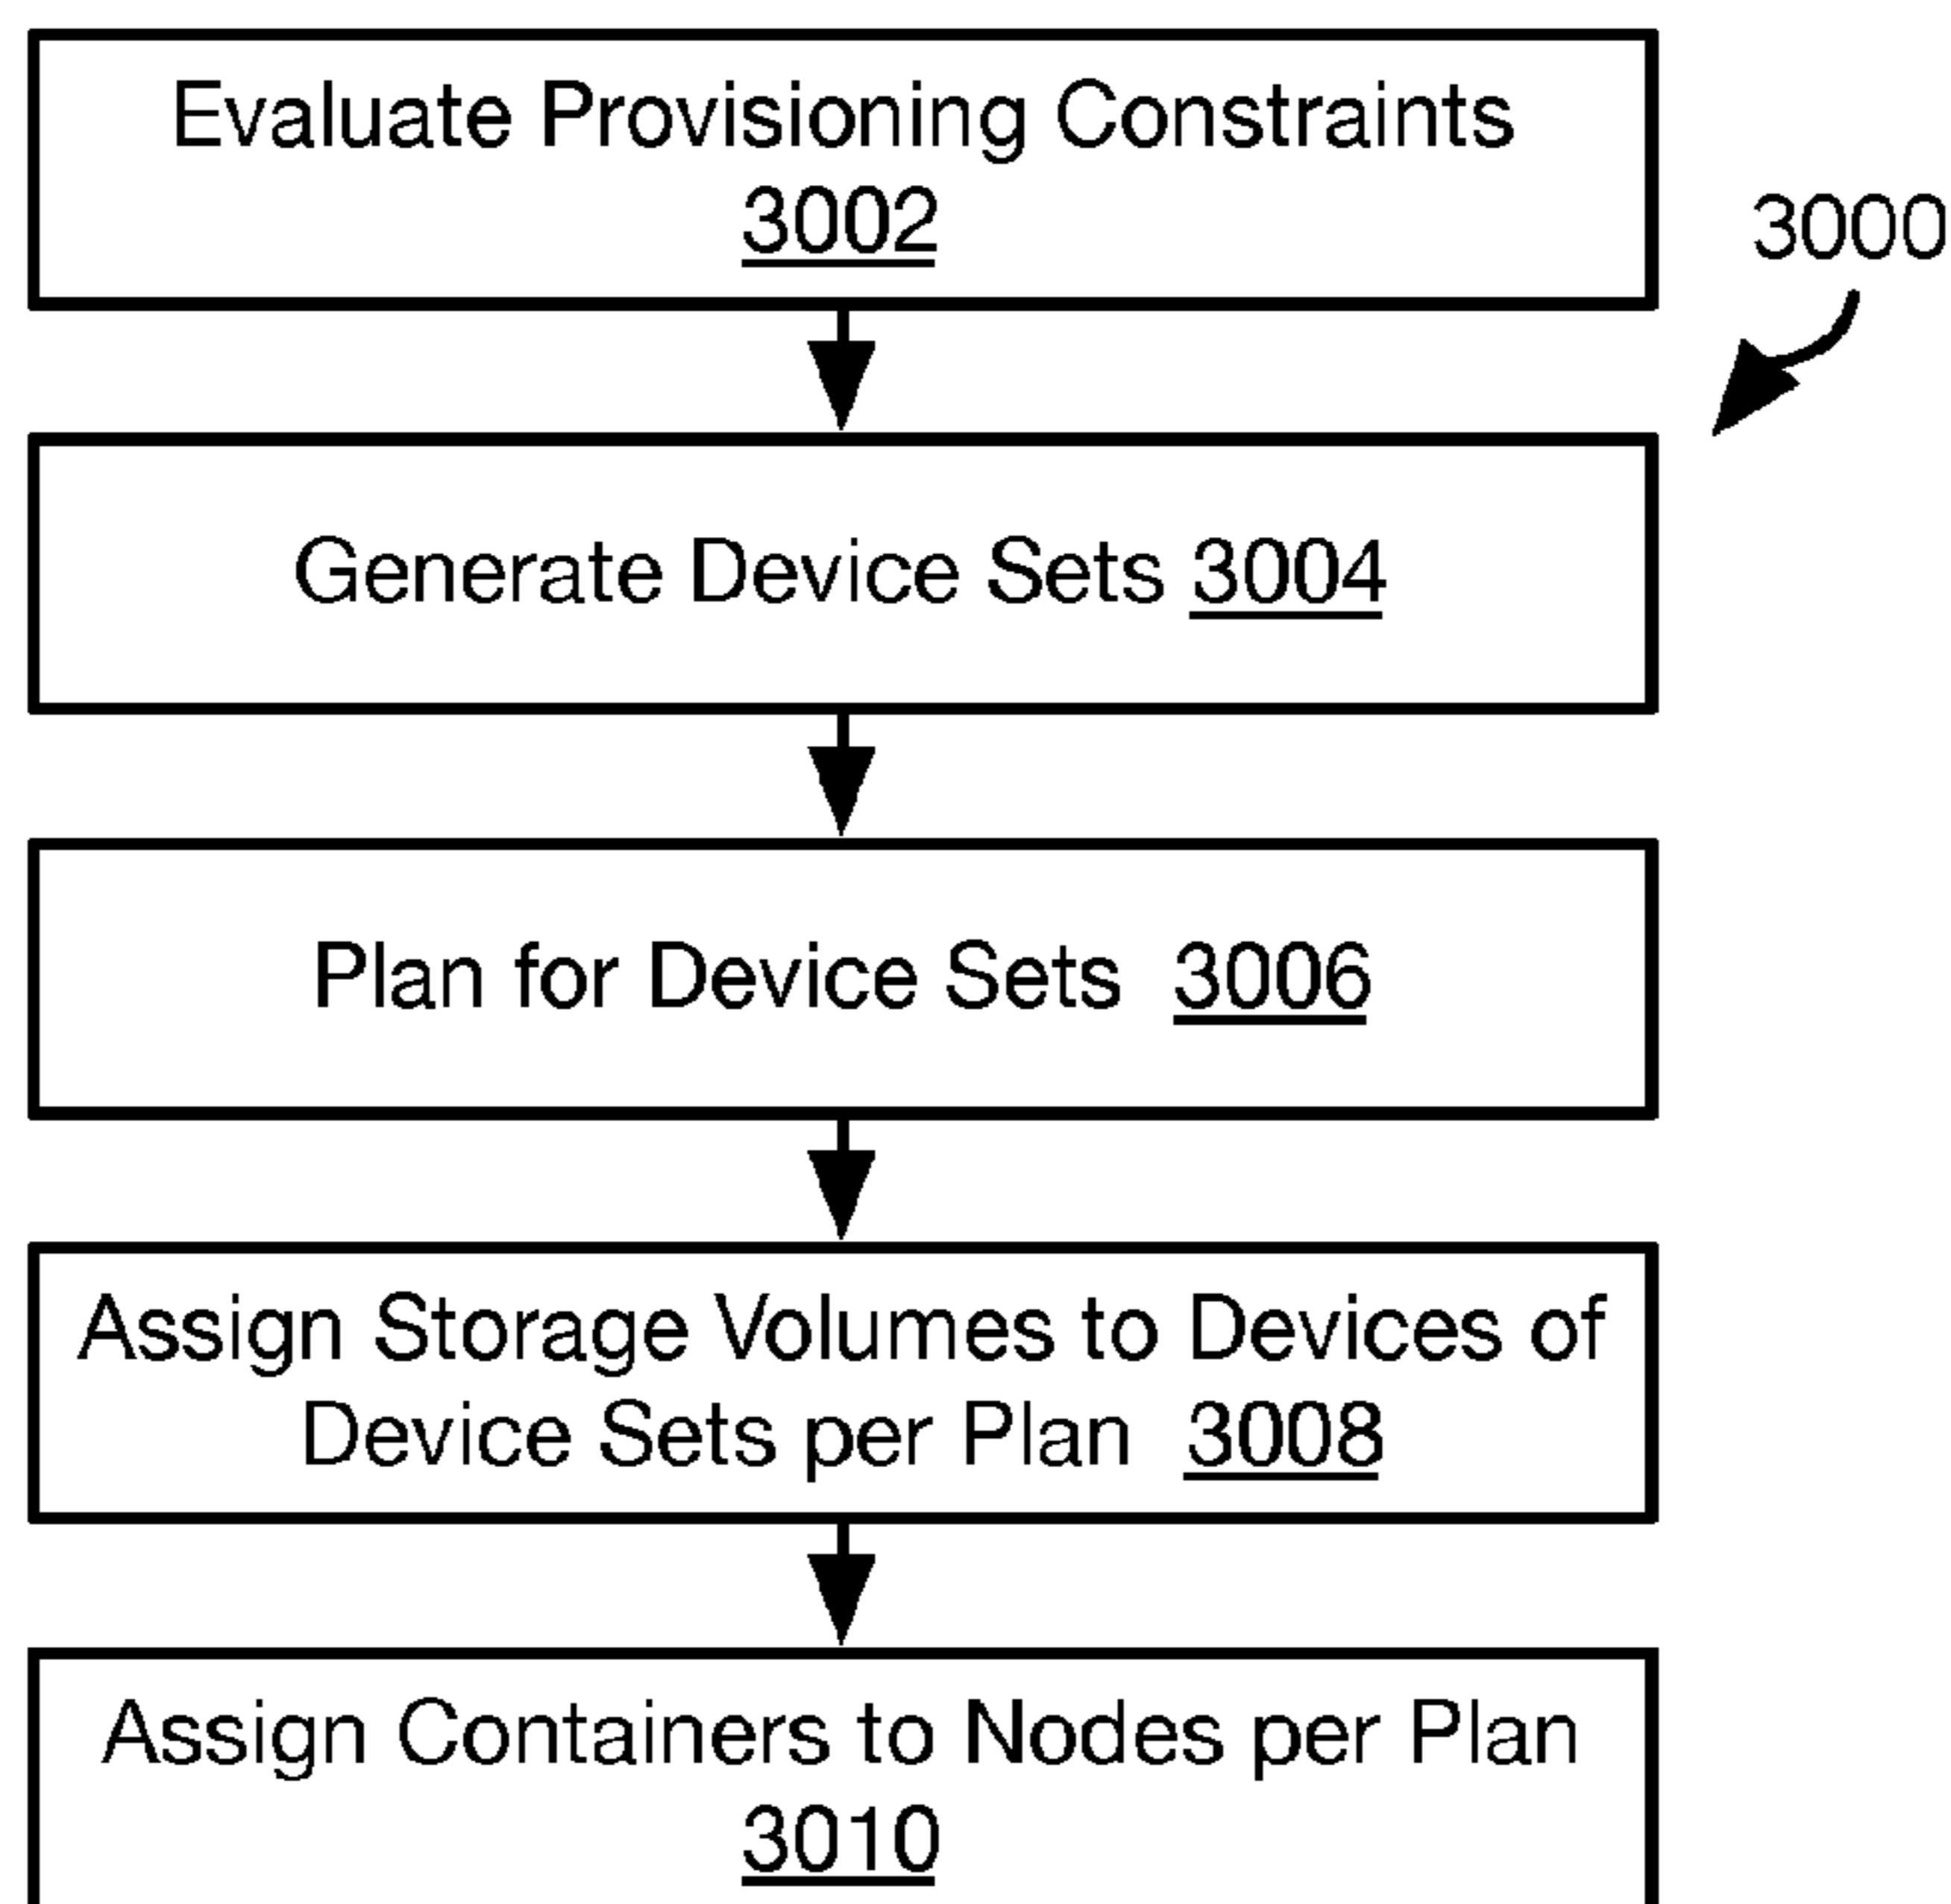 Evaluate Provisioning Constraints
3002
3000
Generate Device Sets 3004
Plan for Device Sets 3006
Assign Storage Volumes to Devices of
Device Sets per Plan 3008
Assign Containers to Nodes per Plan
3010